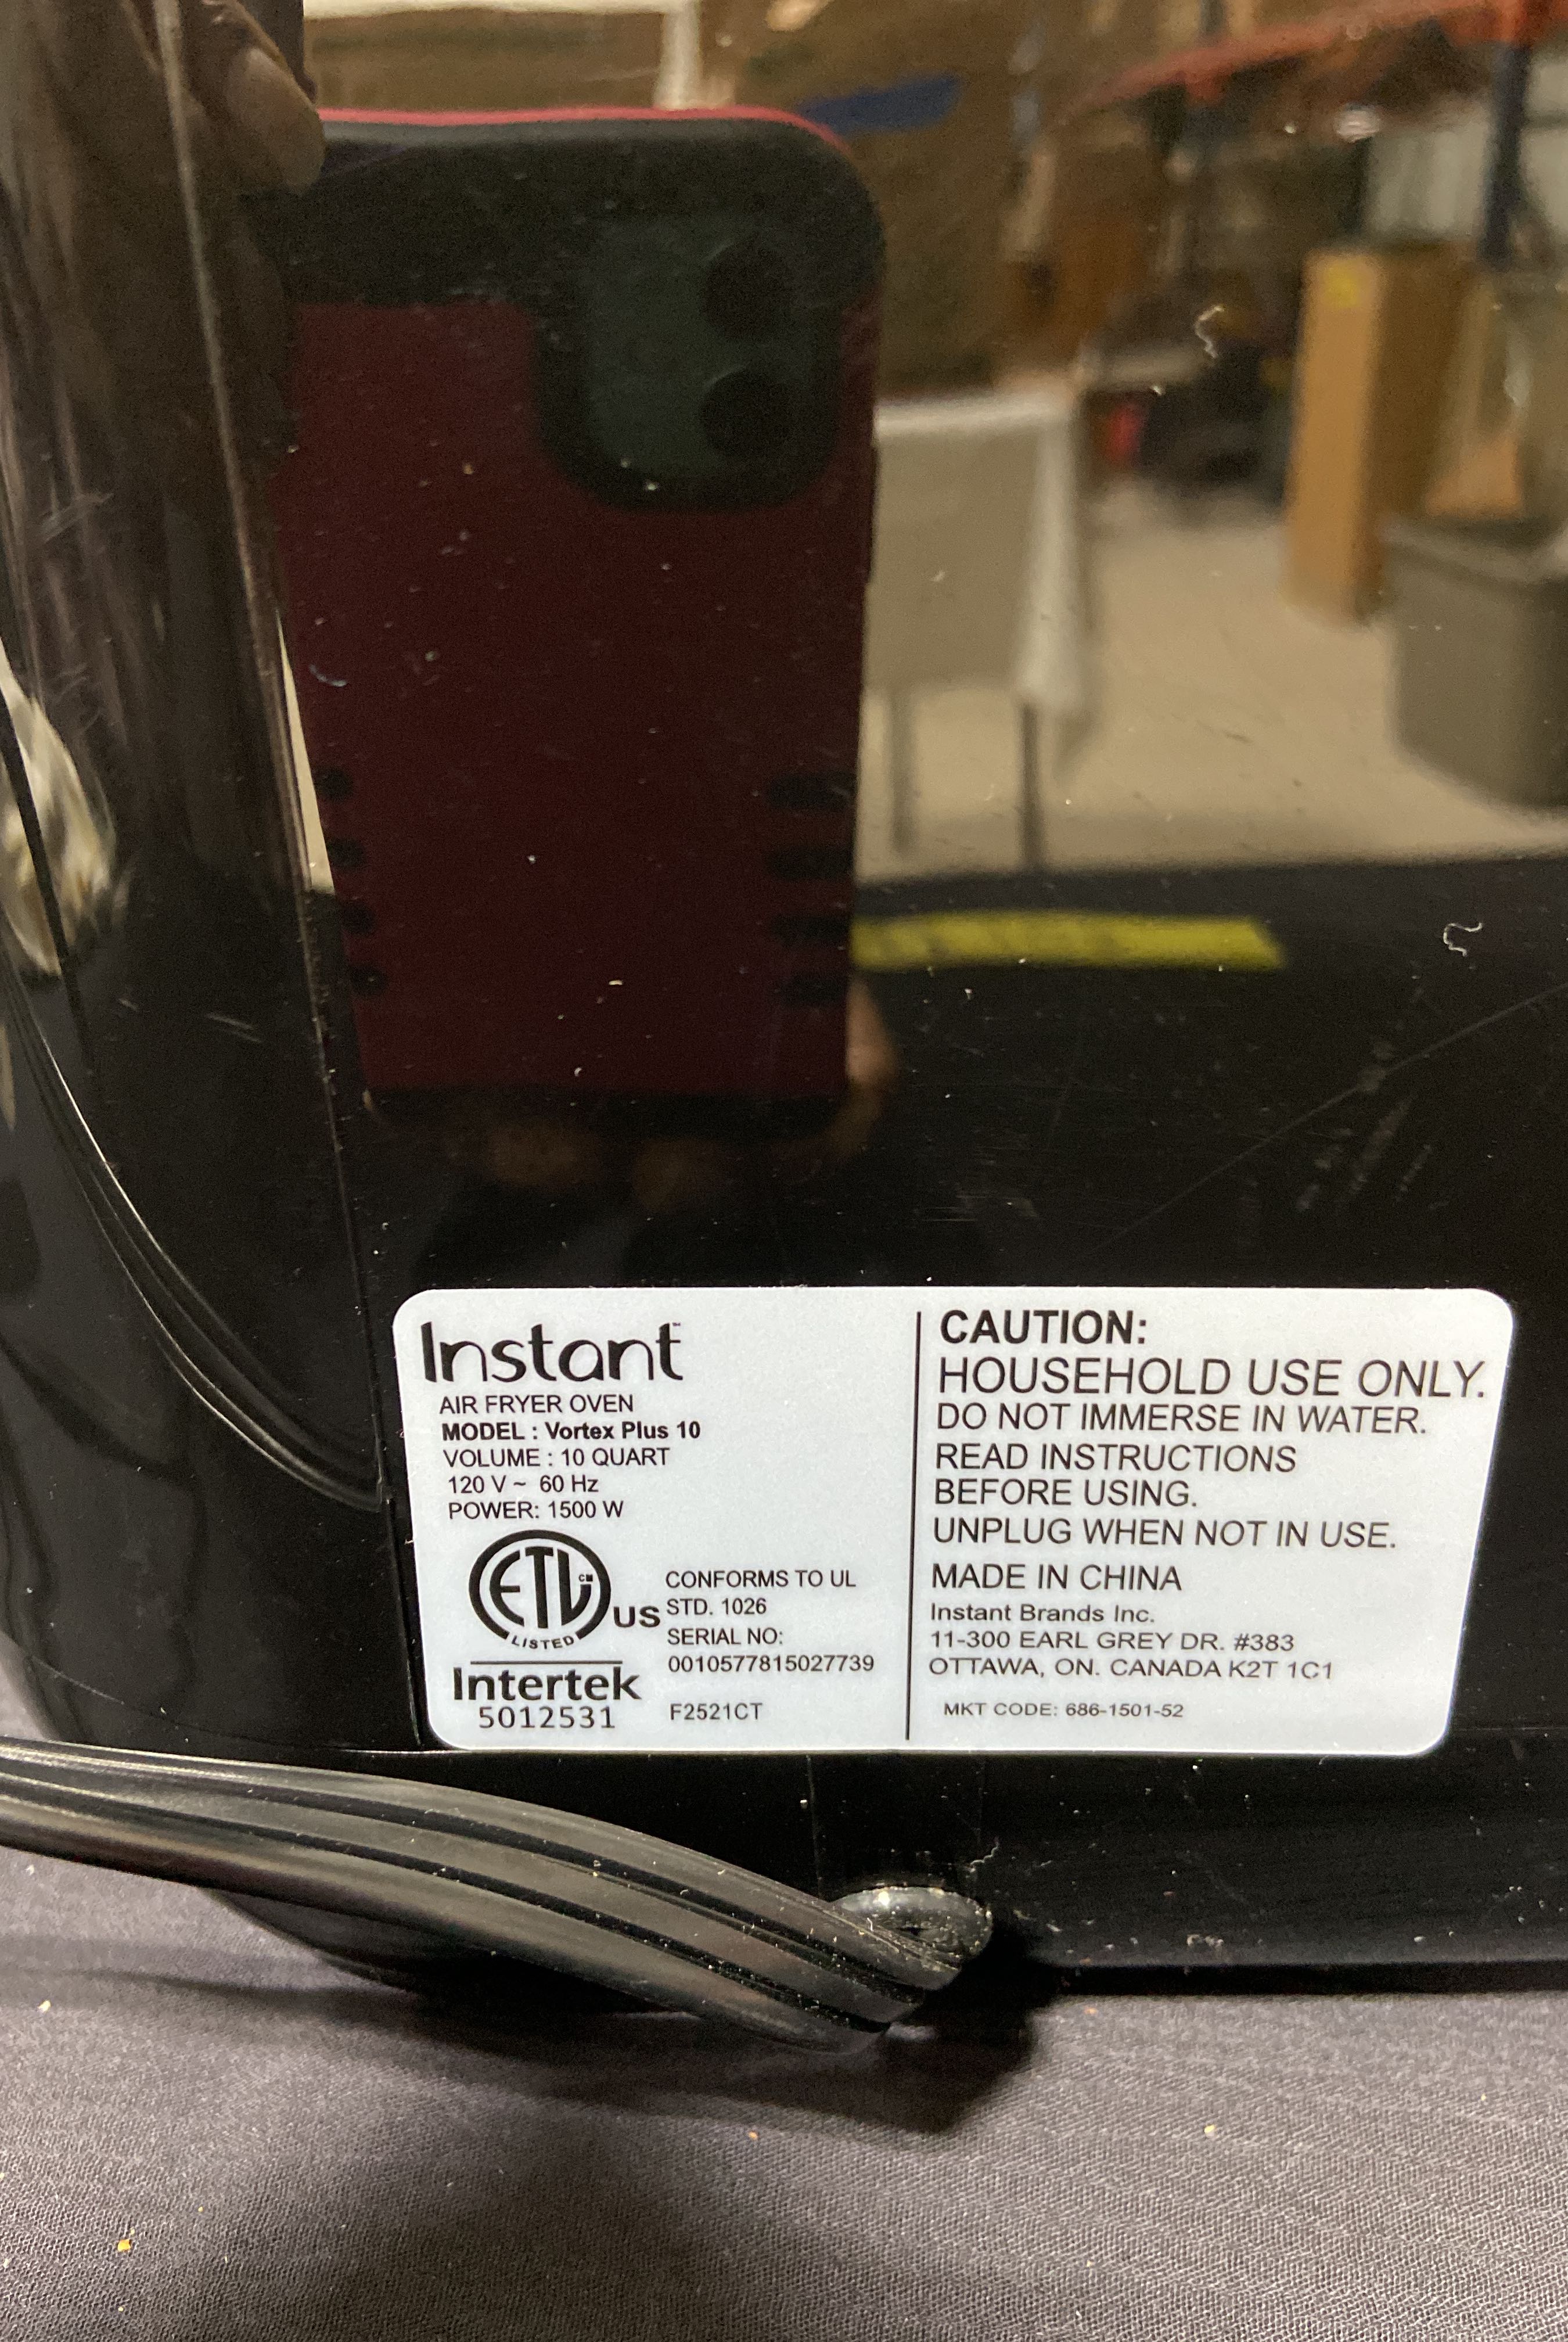 Instant™
AIR FRYER OVEN
MODEL : Vortex Plus 10
VOLUME : 10 QUART
120 V ~ 60 Hz
POWER: 1500 W
ETL CM
LISTED
US
Intertek
5012531
CONFORMS TO UL
STD. 1026
SERIAL NO:
0010577815027739
F2521CT
CAUTION:
HOUSEHOLD USE ONLY.
DO NOT IMMERSE IN WATER.
READ INSTRUCTIONS
BEFORE USING.
UNPLUG WHEN NOT IN USE.
MADE IN CHINA
Instant Brands Inc.
11-300 EARL GREY DR. #383
OTTAWA, ON. CANADA K2T 1C1
MKT CODE: 686-1501-52